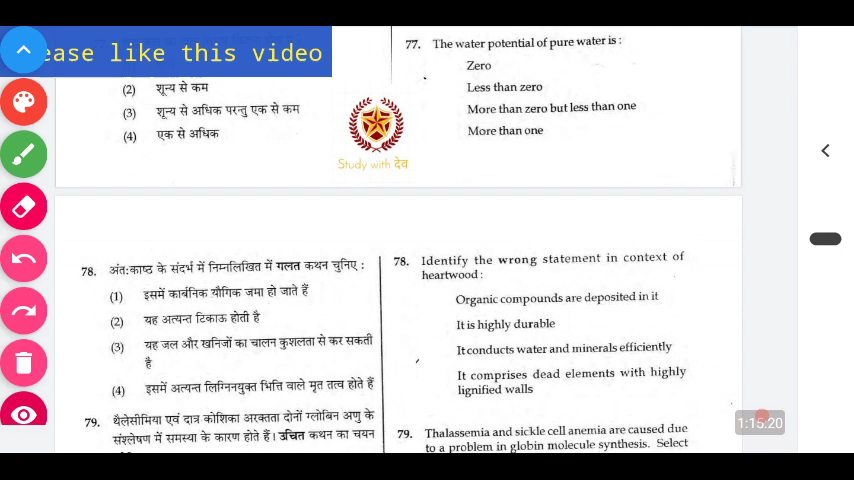 ease like this video
(2) शून्य से कम
(3) शून्य से अधिक परन्तु एक से कम
(4) एक से अधिक
Study with देव
77. The water potential of pure water is :
Zero
Less than zero
More than zero but less than one
More than one
78. अंतःकाष्ठ के संदर्भ में निम्नलिखित में गलत कथन चुनिए :
(1) इसमें कार्बनिक यौगिक जमा हो जाते हैं
(2) यह अत्यन्त टिकाऊ होती है
(3) यह जल और खनिजों का चालन कुशलता से कर सकती
है
(4) इसमें अत्यन्त लिग्निनयुक्त भित्ति वाले मृत तत्व होते हैं
79. थैलेसीमिया एवं दात्र कोशिका अरक्तता दोनों ग्लोबिन अणु के
संश्लेषण में समस्या के कारण होते हैं। उचित कथन का चयन
78. Identify the wrong statement in context of
heartwood :
Organic compounds are deposited in it
It is highly durable
It conducts water and minerals efficiently
It comprises dead elements with highly
lignified walls
79. Thalassemia and sickle cell anemia are caused due
to a problem in globin molecule synthesis. Select
1:15:20